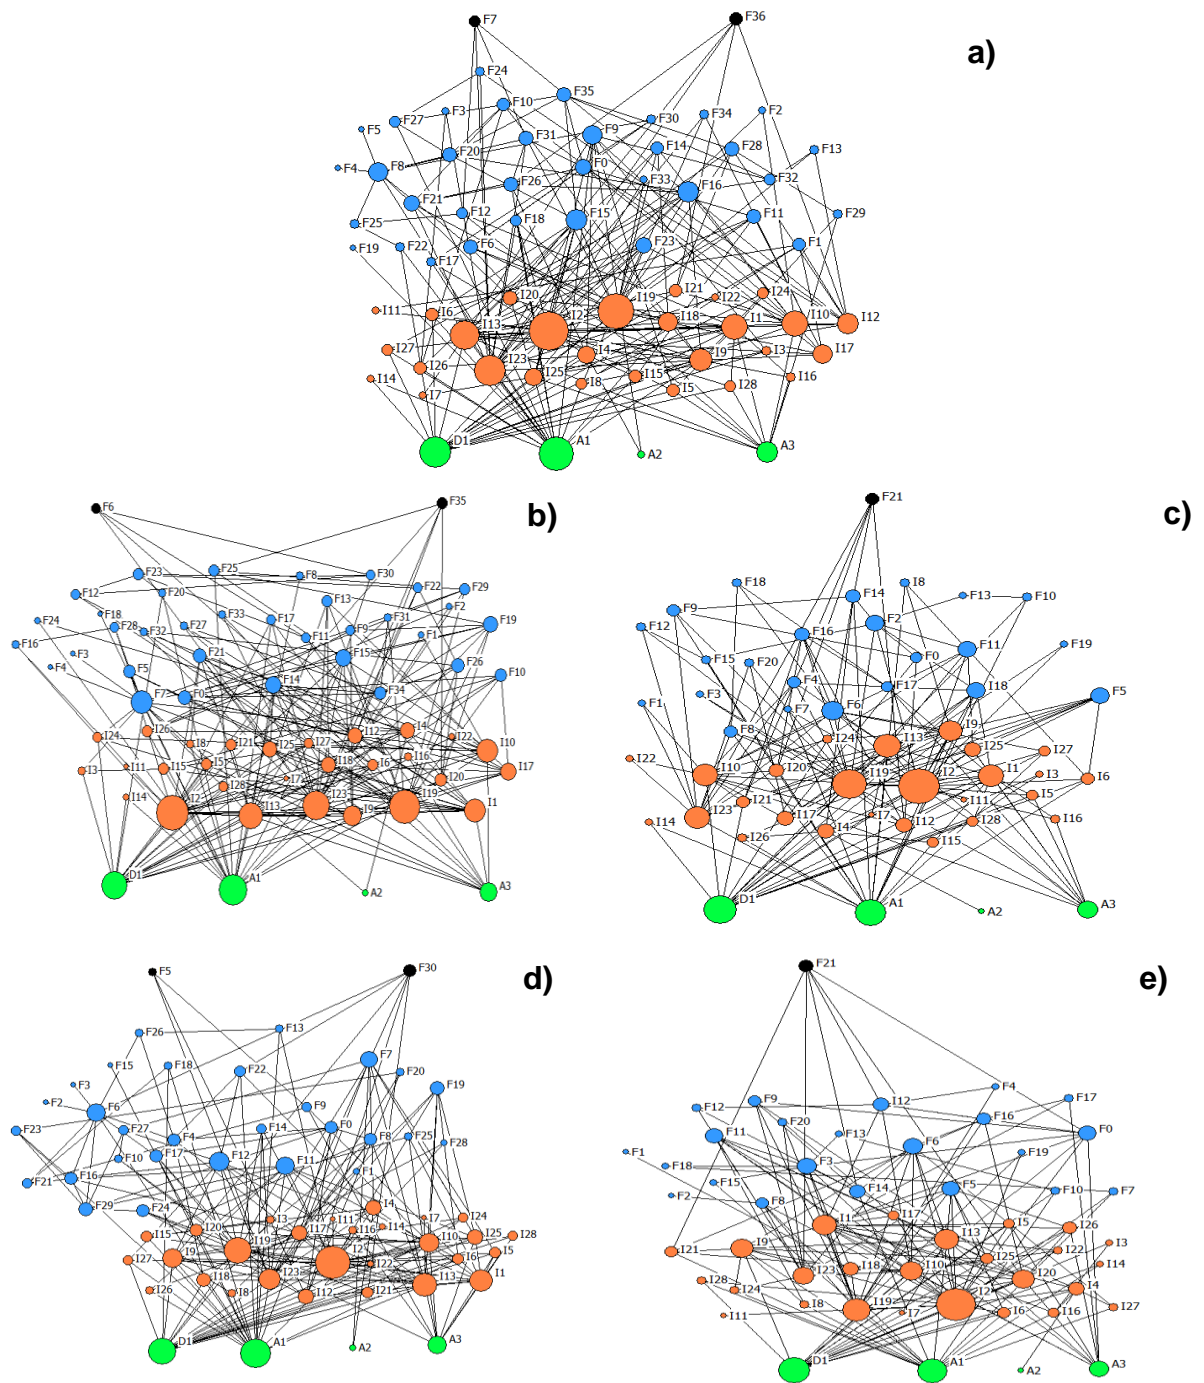 F7 F36
a)
F24
F35
F10
F3 F30 F34 F2
F27
F5 F31 F9
F20 F14 F28 F13
F4 F8 F0 F33 F32
F26 F16
F21
F12 F18 F15 F11 F29
F25
F19 F22 F6 F23 F1
F17
I20 I19 I21 I22 I24
I11 I6 I13 I2 I18 I1 I10 I12
I27 I23 I4 I9 I3 I17
I14 I26 I25 I8 I15 I28 I16
I7 I5
D1 A1 A2 A3
F6 F35
b)
F23 F25 F8 F30
F12 F20 F22 F29
F24 F18 F33 F17 F13 F31 F2
F16 F28 F32 F27 F11 F9 F1 F19
F4 F3 F5 F21 F15 F26
F7 F0 F14 F34 F10
I24 I26 I12 I4 I22
I8 I21 I25 I27 I16 I10
I3 I11 I15 I5 I18 I6 I17
I14 I28 I7 I20
I2 I13 I23 I9 I19 I1
D1 A1 A2 A3
F21
c)
F18 I8
F9 F14 F13 F10
F12 F16 F2
F15 F20 F0 F11 F19
F3 F4 F17 I18 F5
F1 F7 F6
F8 I24 I13 I9
I22 I25 I27
I10 I20 I19 I2 I1 I3 I6
I21 I11 I5
I14 I23 I17 I7 I12 I28 I16
I26 I4 I15
D1 A1 A2 A3
F5 F30
d)
F26 F13
F15 F18 F22 F7 F20
F3 F19
F2 F6 F9
F23 F27 F4 F14 F0 F8 F25 F28
F10 F17 F12 F11 F1
F21 F16
F29 F24 I4
I15 I20 I3 I17 I11 I16 I14 I7 I24
I27 I9 I19 I2 I10 I25 I28
I26 I18 I23 I22 I6 I5
I8 I12 I21 I13 I1
D1 A1 A2 A3
F21
e)
F4
F12 F9 I12 F16 F17
F20
F1 F11 F13 F6 F0
F18 F3 F19
F2 F15 F14 F5 F10 F7
F8
I1 I17 I5 I26
I21 I9 I13 I22 I3
I28 I23 I18 I10 I25 I20 I14
I24 I4
I11 I8 I19 I7 I2 I6 I16 I27
D1 A1 A2 A3